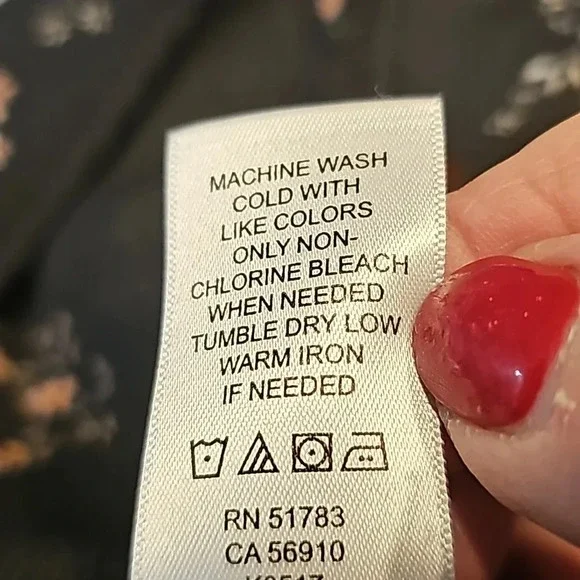 MACHINE WASH
COLD WITH
LIKE COLORS
ONLY NON-
CHLORINE BLEACH
WHEN NEEDED
TUMBLE DRY LOW
WARM IRON
IF NEEDED
RN 51783
CA 56910